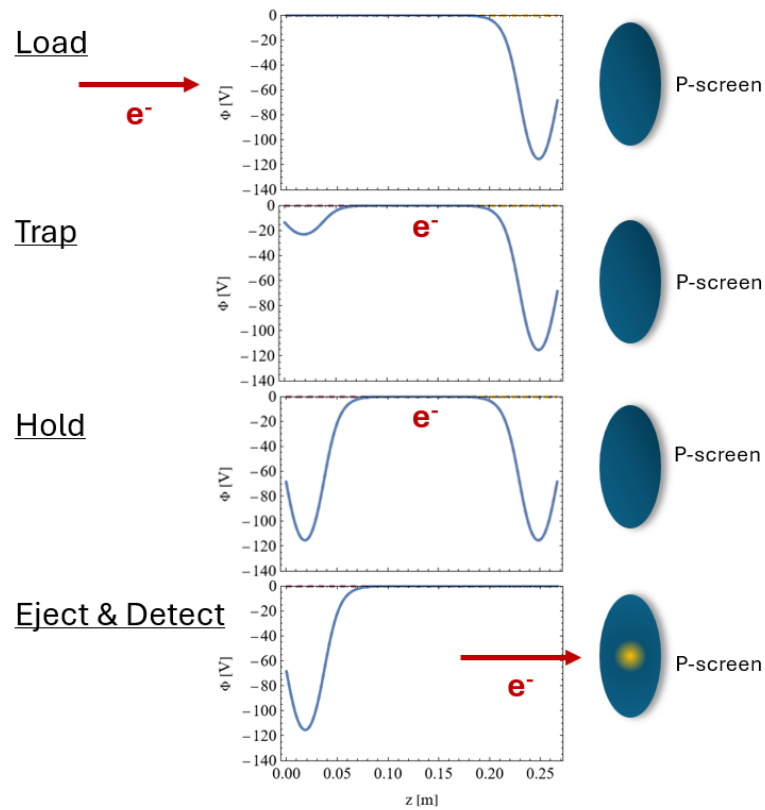 Load
e-
Φ [V]
0
−20
−40
−60
−80
−100
−120
−140
P-screen
Trap
e-
Φ [V]
0
−20
−40
−60
−80
−100
−120
−140
P-screen
Hold
e-
Φ [V]
0
−20
−40
−60
−80
−100
−120
−140
P-screen
Eject & Detect
e-
Φ [V]
0
−20
−40
−60
−80
−100
−120
−140
P-screen
0.00 0.05 0.10 0.15 0.20 0.25
z [m]